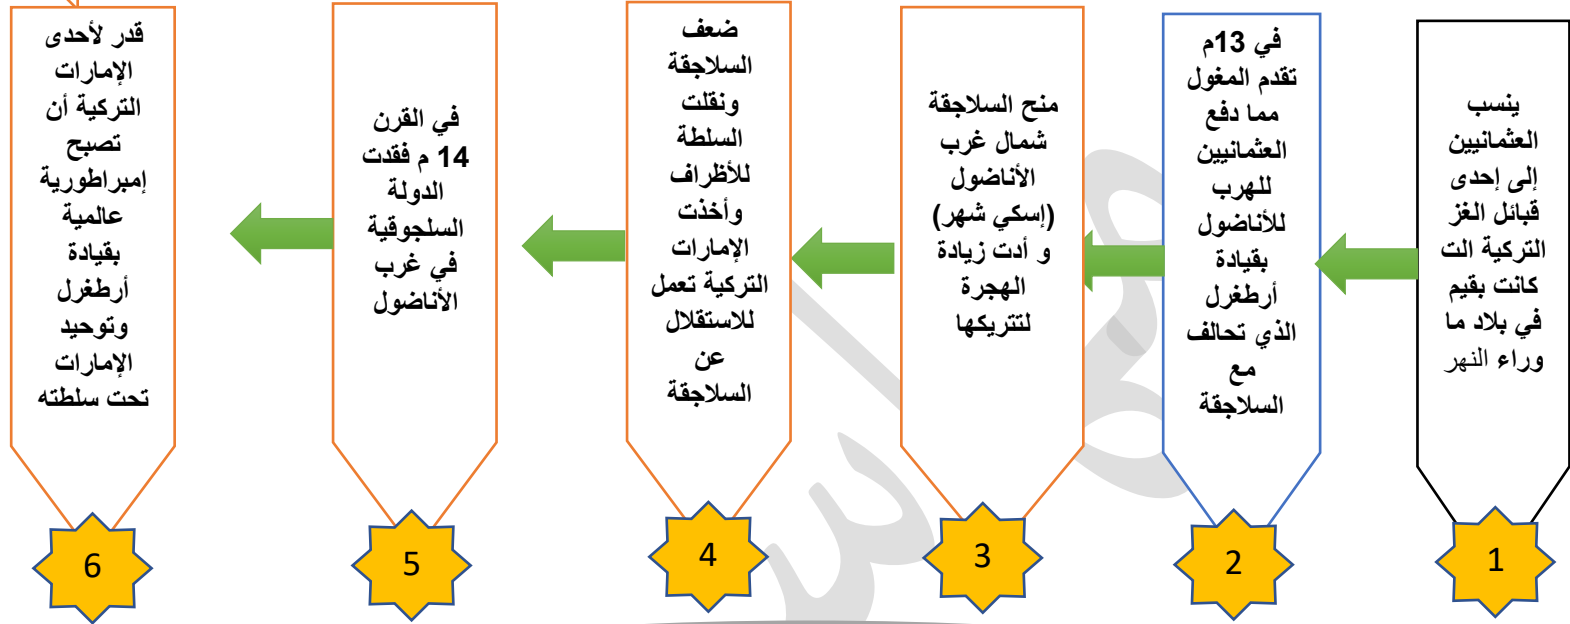 ينسب
العثمانيين
إلى إحدى
قبائل الغز
التركية الت
كانت بقيم
في بلاد ما
وراء النهر
1
في 13م
تقدم المغول
مما دفع
العثمانيين
للهرب
للأناضول
بقيادة
أرطغرل
الذي تحالف
مع
السلاجقة
2
منح السلاجقة
شمال غرب
الأناضول
(إسكي شهر)
و أدت زيادة
الهجرة
لتتريكها
3
ضعف
السلاجقة
ونقلت
السلطة
للأظراف
وأخذت
الإمارات
التركية تعمل
للاستقلال
عن
السلاجقة
4
في القرن
14 م فقدت
الدولة
السلجوقية
في غرب
الأناضول
5
قدر لأحدى
الإمارات
التركية أن
تصبح
إمبراطورية
عالمية
بقيادة
أرطغرل
وتوحيد
الإمارات
تحت سلطته
6